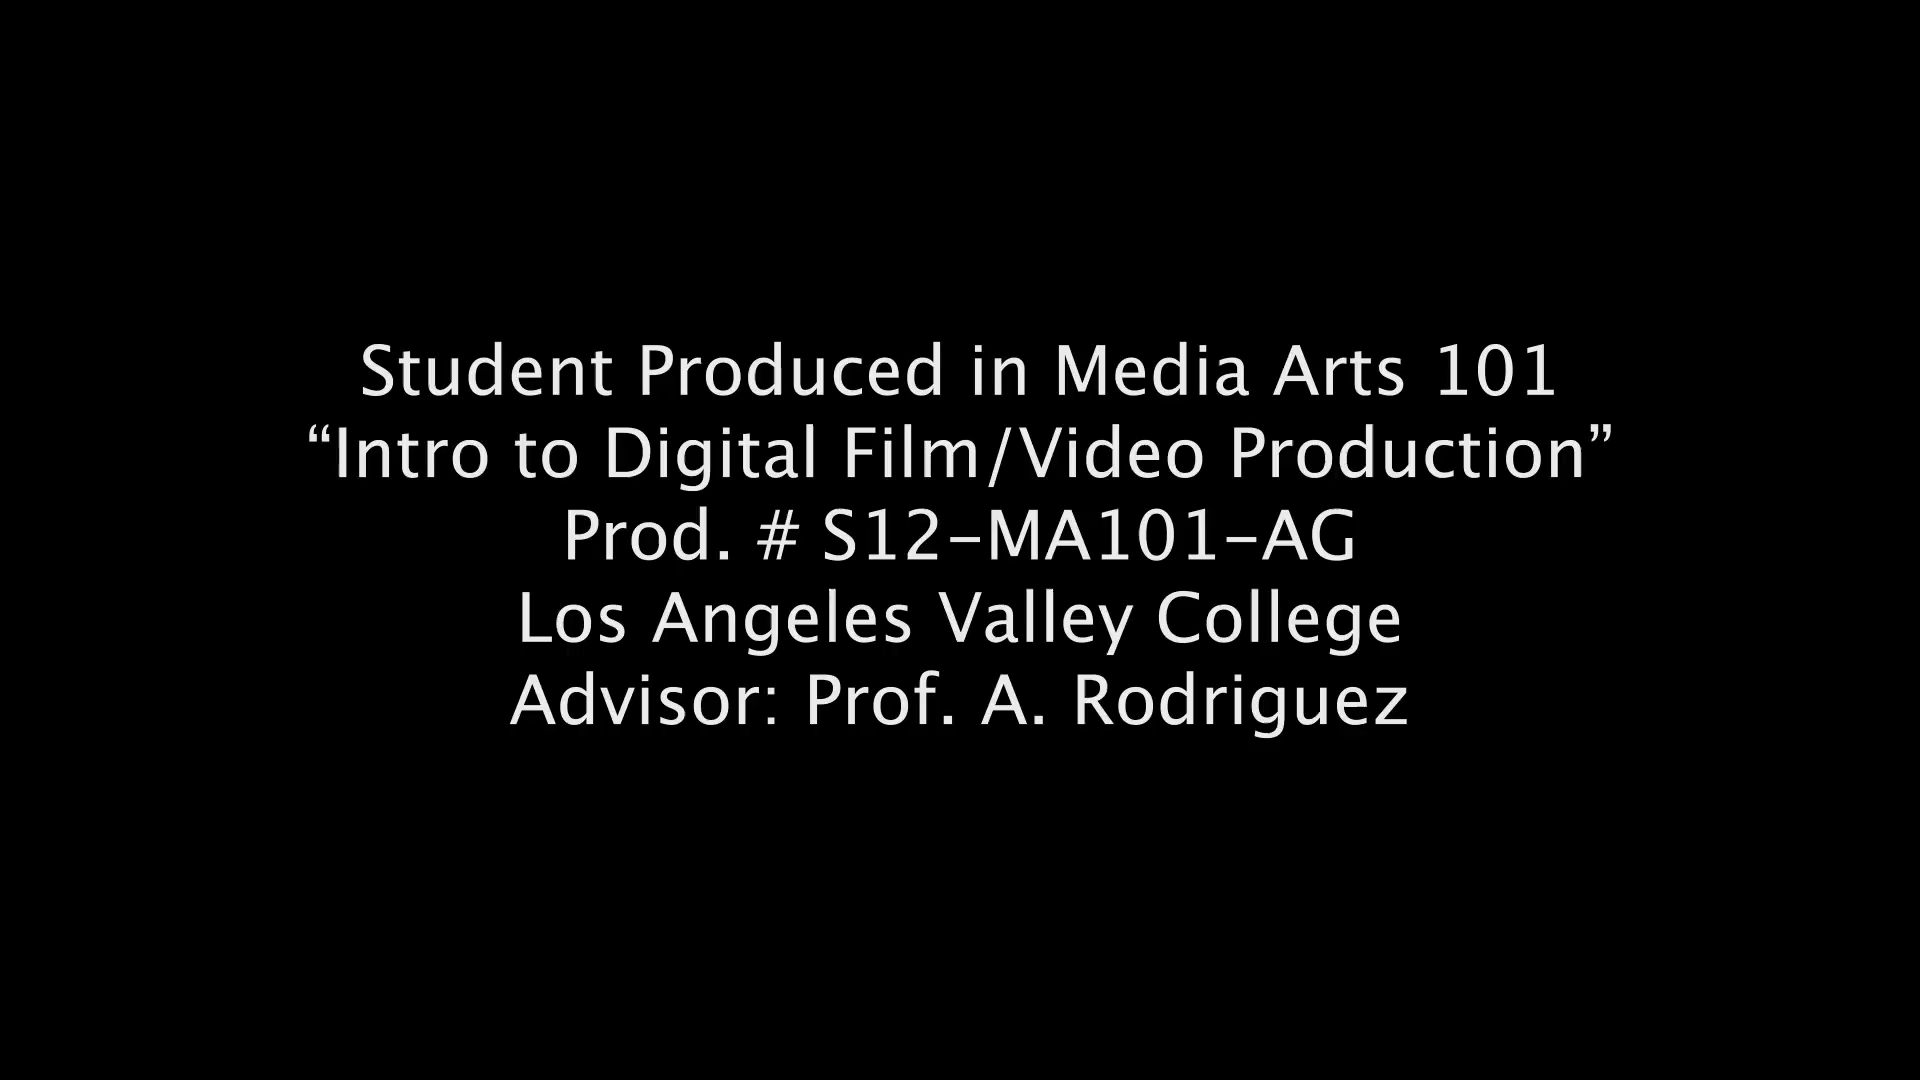 Student Produced in Media Arts 101
“Intro to Digital Film/Video Production”
Prod. # S12-MA101-AG
Los Angeles Valley College
Advisor: Prof. A. Rodriguez